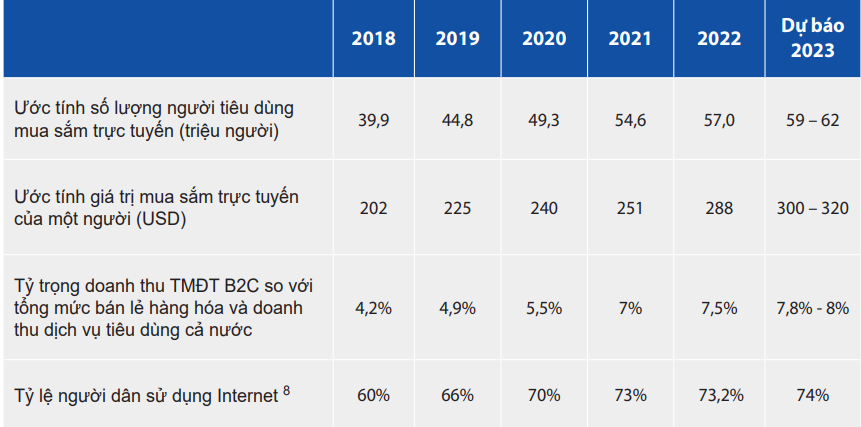 2018 2019 2020 2021 2022 Dự báo
2023
Ước tính số lượng người tiêu dùng
mua sắm trực tuyến (triệu người)
39,9 44,8 49,3 54,6 57,0 59 – 62
Ước tính giá trị mua sắm trực tuyến
của một người (USD)
202 225 240 251 288 300 – 320
Tỷ trọng doanh thu TMĐT B2C so với
tổng mức bán lẻ hàng hóa và doanh
thu dịch vụ tiêu dùng cả nước
4,2% 4,9% 5,5% 7% 7,5% 7,8% - 8%
Tỷ lệ người dân sử dụng Internet 8
60% 66% 70% 73% 73,2% 74%